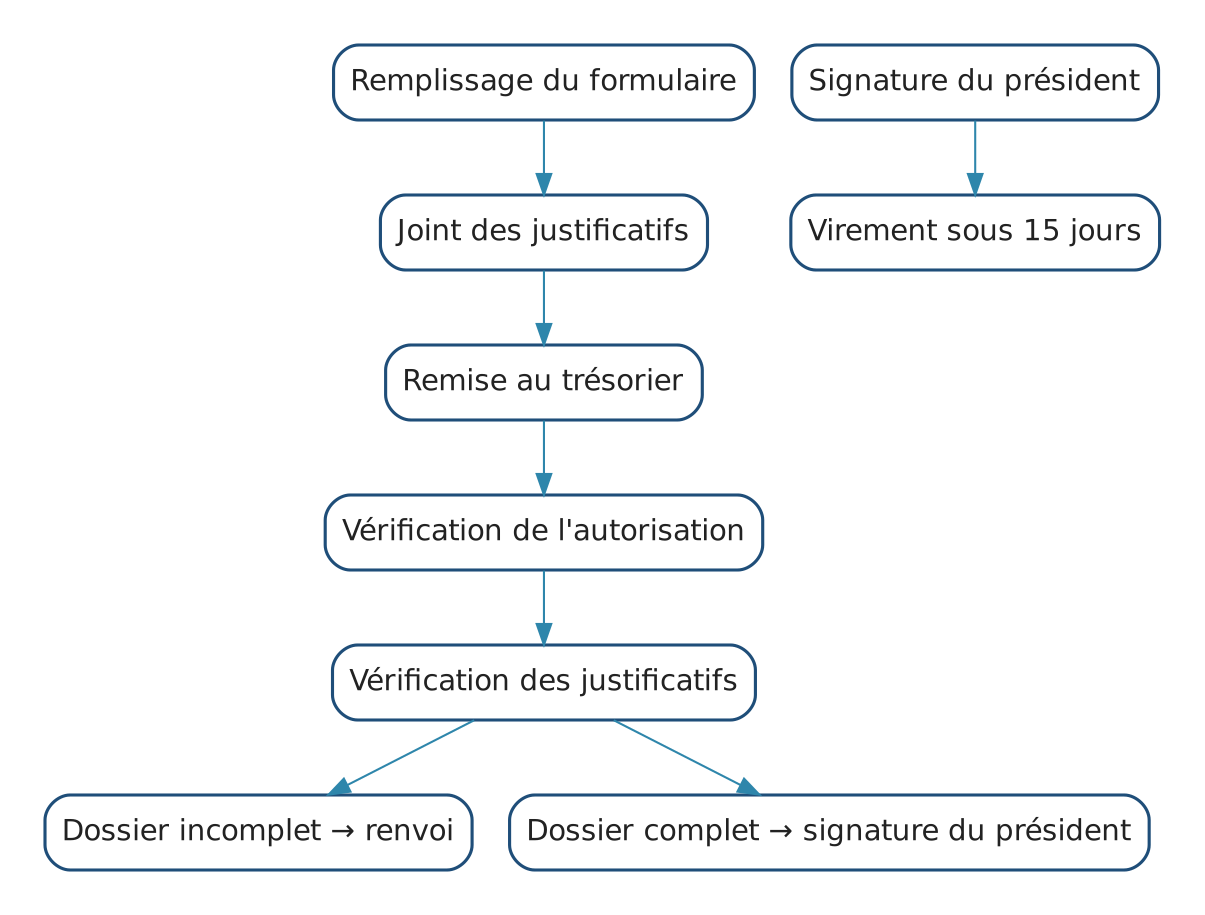 Remplissage du formulaire
Signature du président
Joint des justificatifs
Virement sous 15 jours
Remise au trésorier
Vérification de l'autorisation
Vérification des justificatifs
Dossier incomplet → renvoi
Dossier complet → signature du président